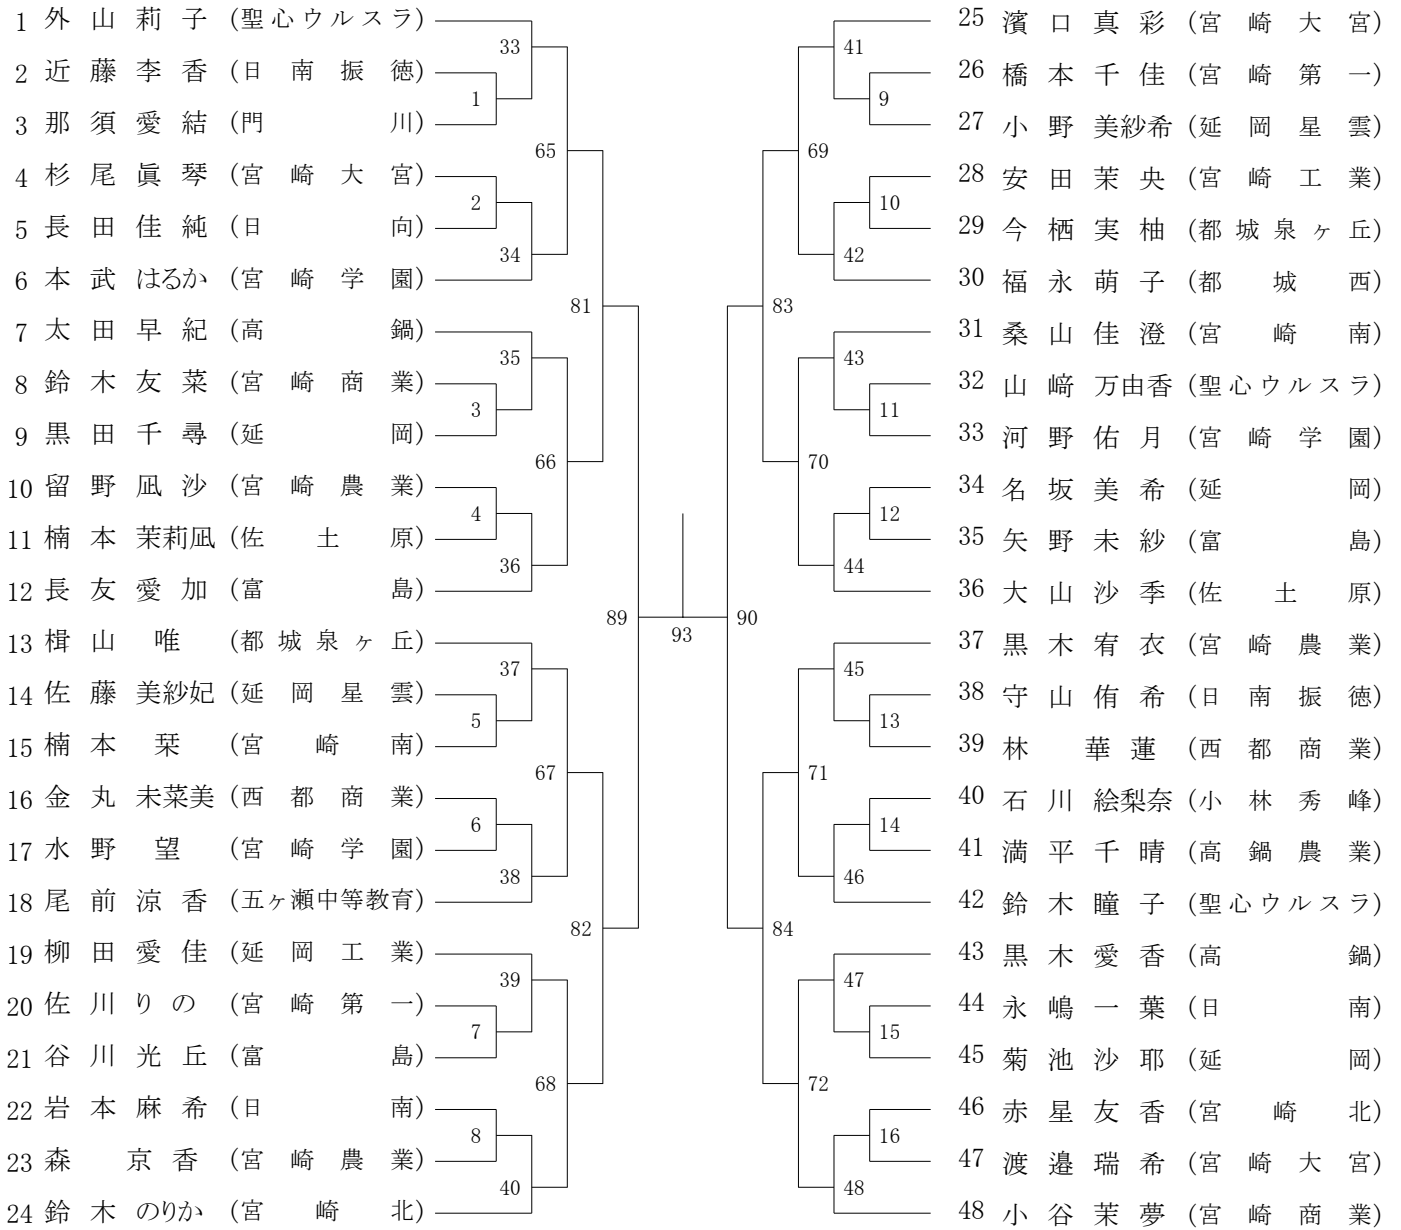 1 外山莉子 (聖心ウルスラ)
33
2 近藤李香 (日南振徳)
1
3 那須愛結 (門川)
65
4 杉尾眞琴 (宮崎大宮)
2
5 長田佳純 (日向)
34
6 本武はるか (宮崎学園)
81
7 太田早紀 (高鍋)
35
8 鈴木友菜 (宮崎商業)
3
9 黒田千尋 (延岡)
66
10 留野凪沙 (宮崎農業)
4
11 楠本茉莉凪 (佐土原)
36
12 長友愛加 (富島)
89
93
13 楫山唯 (都城泉ヶ丘)
37
14 佐藤美紗妃 (延岡星雲)
5
15 楠本栞 (宮崎南)
67
16 金丸未菜美 (西都商業)
6
17 水野望 (宮崎学園)
38
18 尾前涼香 (五ヶ瀬中等教育)
82
19 柳田愛佳 (延岡工業)
39
20 佐川りの (宮崎第一)
7
21 谷川光丘 (富島)
68
22 岩本麻希 (日南)
8
23 森京香 (宮崎農業)
40
24 鈴木のりか (宮崎北)
25 濱口真彩 (宮崎大宮)
41
26 橋本千佳 (宮崎第一)
9
27 小野美紗希 (延岡星雲)
69
28 安田茉央 (宮崎工業)
10
29 今栖実柚 (都城泉ヶ丘)
42
30 福永萌子 (都城西)
83
31 桑山佳澄 (宮崎南)
43
32 山﨑万由香 (聖心ウルスラ)
11
33 河野佑月 (宮崎学園)
70
34 名坂美希 (延岡)
12
35 矢野未紗 (富島)
44
36 大山沙季 (佐土原)
90
37 黒木宥衣 (宮崎農業)
45
38 守山侑希 (日南振徳)
13
39 林華蓮 (西都商業)
71
40 石川絵梨奈 (小林秀峰)
14
41 満平千晴 (高鍋農業)
46
42 鈴木瞳子 (聖心ウルスラ)
84
43 黒木愛香 (高鍋)
47
44 永嶋一葉 (日南)
15
45 菊池沙耶 (延岡)
72
46 赤星友香 (宮崎北)
16
47 渡邉瑞希 (宮崎大宮)
48
48 小谷茉夢 (宮崎商業)